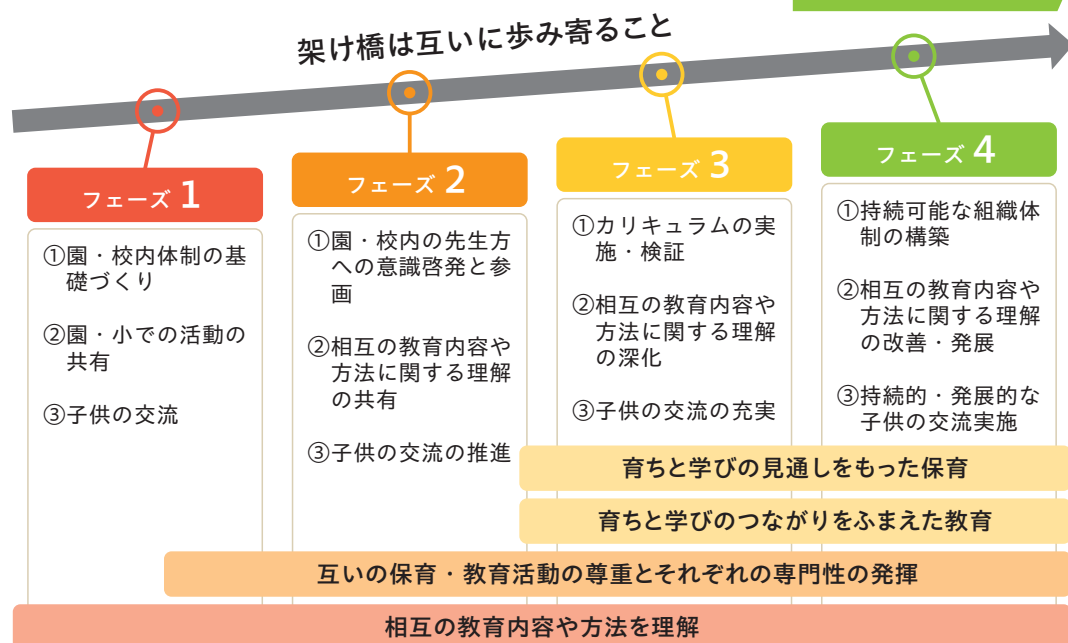 架け橋は互いに歩み寄ること
フェーズ 1
①園・校内体制の基
礎づくり
②園・小での活動の
共有
③子供の交流
フェーズ 2
①園・校内の先生方
への意識啓発と参
画
②相互の教育内容や
方法に関する理解
の共有
③子供の交流の推進
フェーズ 3
①カリキュラムの実
施・検証
②相互の教育内容や
方法に関する理解
の深化
③子供の交流の充実
フェーズ 4
①持続可能な組織体
制の構築
②相互の教育内容や
方法に関する理解
の改善・発展
③持続的・発展的な
子供の交流実施
育ちと学びの見通しをもった保育
育ちと学びのつながりをふまえた教育
互いの保育・教育活動の尊重とそれぞれの専門性の発揮
相互の教育内容や方法を理解